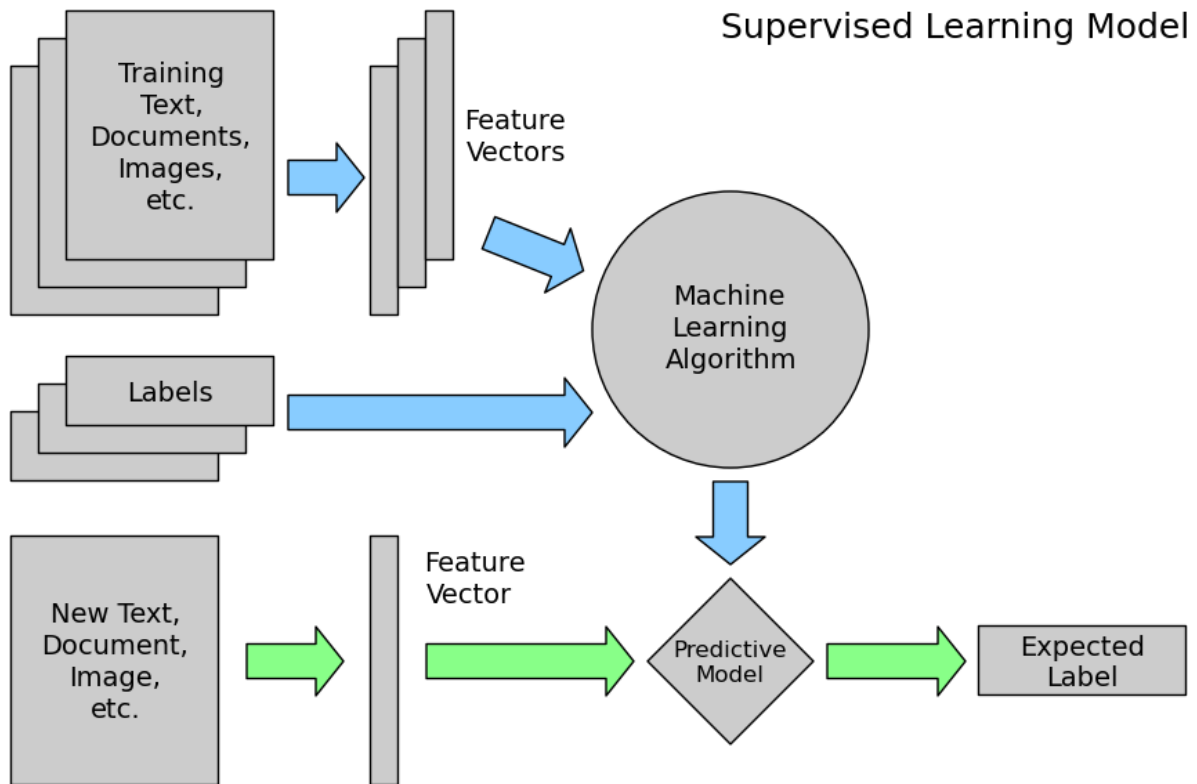 Supervised Learning Model
Training
Text,
Documents,
Images,
etc.
Feature
Vectors
Machine
Learning
Algorithm
Labels
New Text,
Document,
Image,
etc.
Feature
Vector
Predictive
Model
Expected
Label